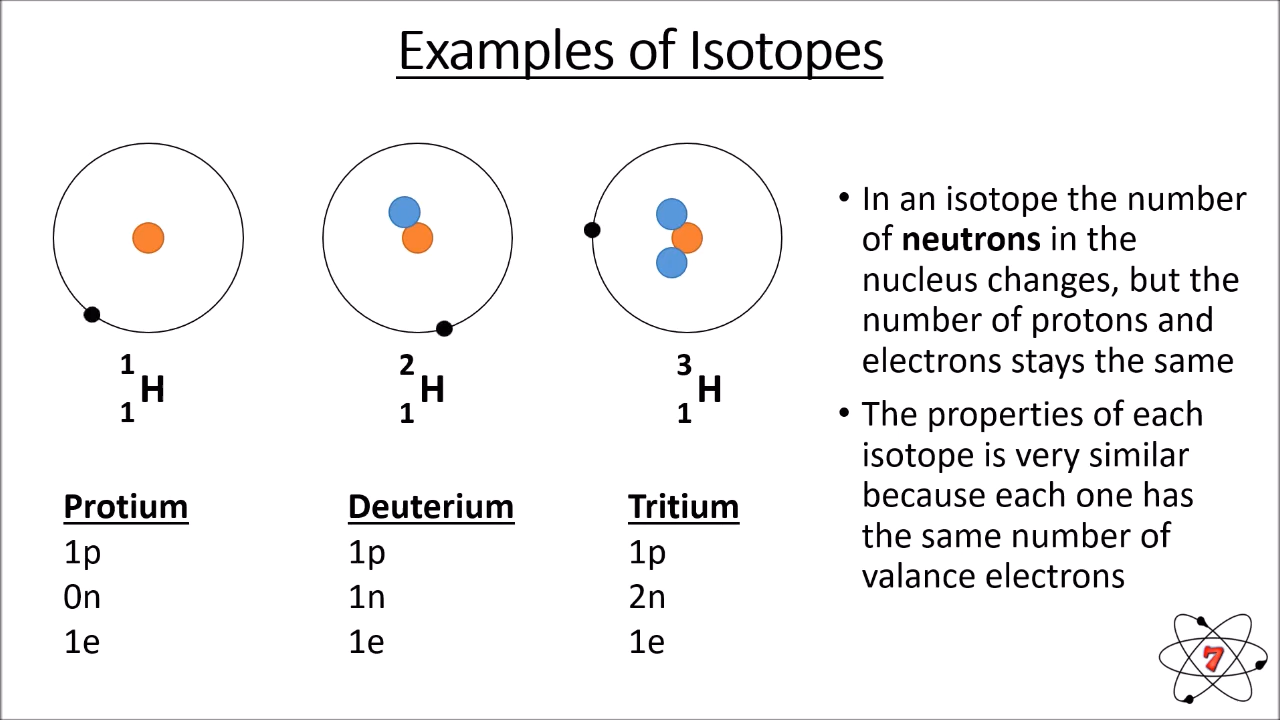 Examples of Isotopes
1
1 H
2
1 H
3
1 H
Protium
1p
0n
1e
Deuterium
1p
1n
1e
Tritium
1p
2n
1e
• In an isotope the number
of neutrons in the
nucleus changes, but the
number of protons and
electrons stays the same
• The properties of each
isotope is very similar
because each one has
the same number of
valance electrons
7